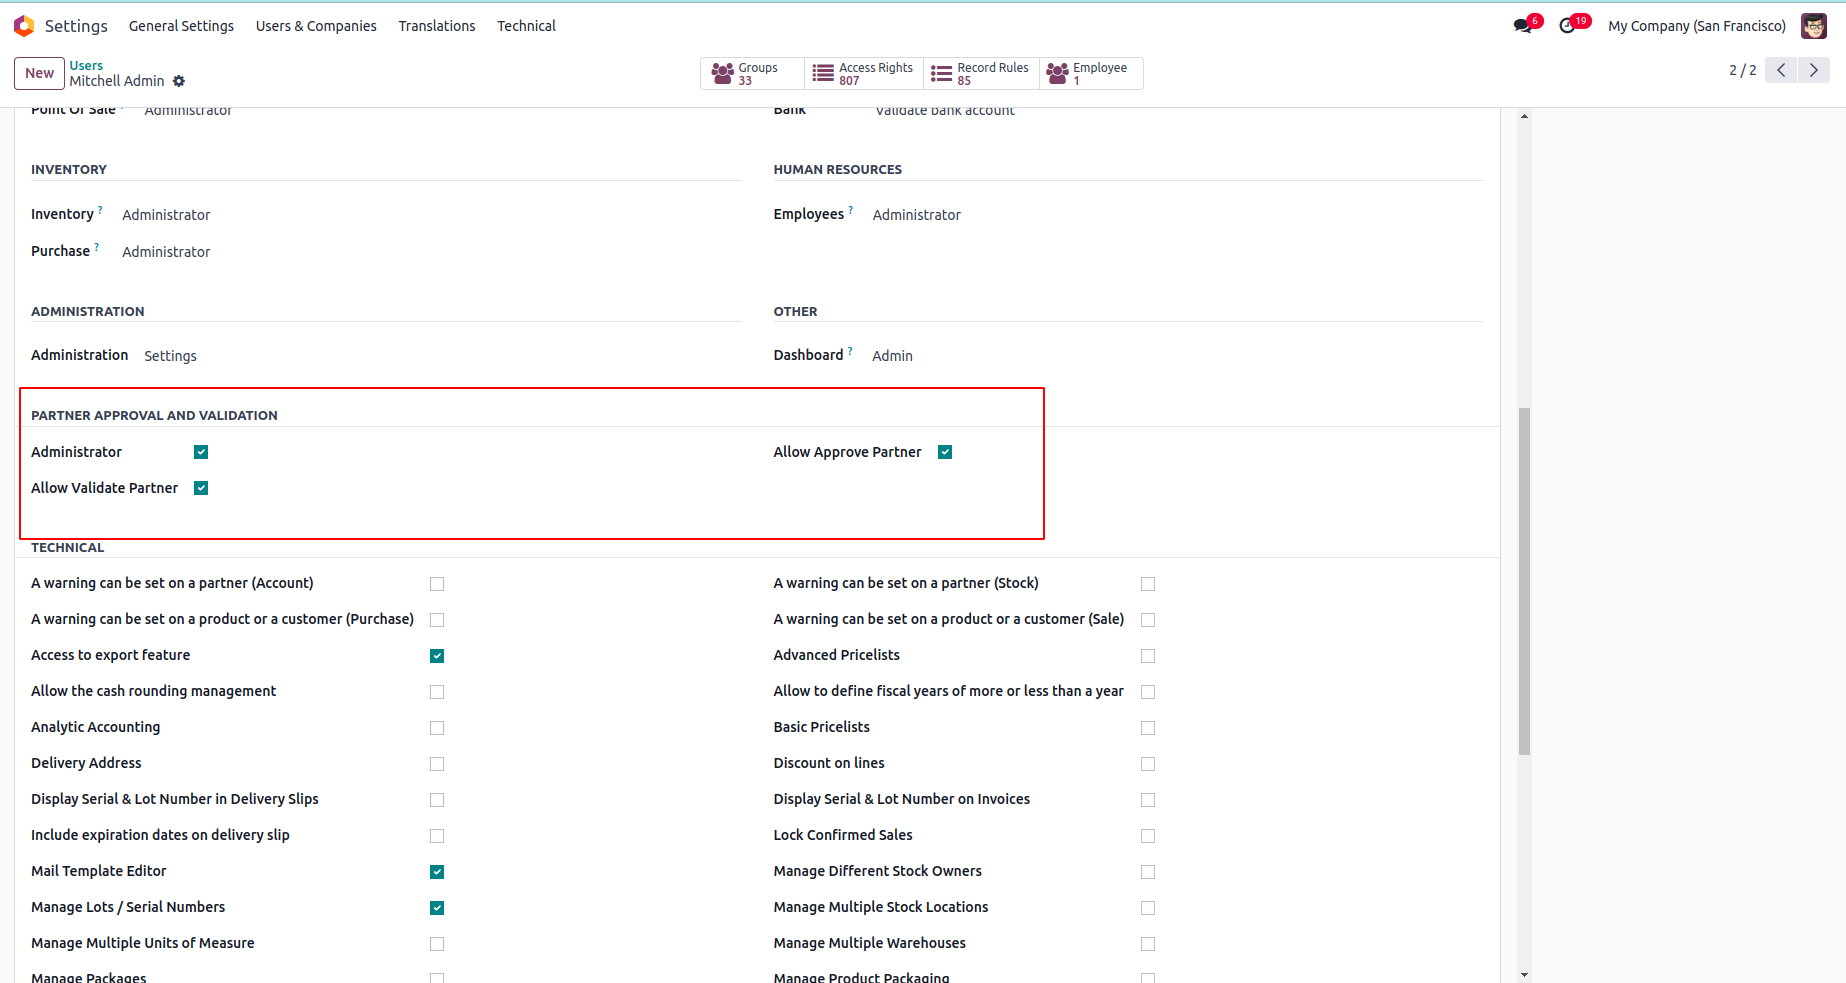 Settings General Settings Users & Companies Translations Technical 6 19 My Company (San Francisco)
New Users Groups 33 Access Rights 807 Record Rules 85 Employee 1 2 / 2
Mitchell Admin
Point Of Sale ? Administrator Bank Validate bank account
INVENTORY HUMAN RESOURCES
Inventory ? Administrator Employees ? Administrator
Purchase ? Administrator
ADMINISTRATION OTHER
Administration Settings Dashboard ? Admin
PARTNER APPROVAL AND VALIDATION
Administrator Allow Approve Partner
Allow Validate Partner
TECHNICAL
A warning can be set on a partner (Account) A warning can be set on a partner (Stock)
A warning can be set on a product or a customer (Purchase) A warning can be set on a product or a customer (Sale)
Access to export feature Advanced Pricelists
Allow the cash rounding management Allow to define fiscal years of more or less than a year
Analytic Accounting Basic Pricelists
Delivery Address Discount on lines
Display Serial & Lot Number in Delivery Slips Display Serial & Lot Number on Invoices
Include expiration dates on delivery slip Lock Confirmed Sales
Mail Template Editor Manage Different Stock Owners
Manage Lots / Serial Numbers Manage Multiple Stock Locations
Manage Multiple Units of Measure Manage Multiple Warehouses
Manage Packages Manage Product Packaging